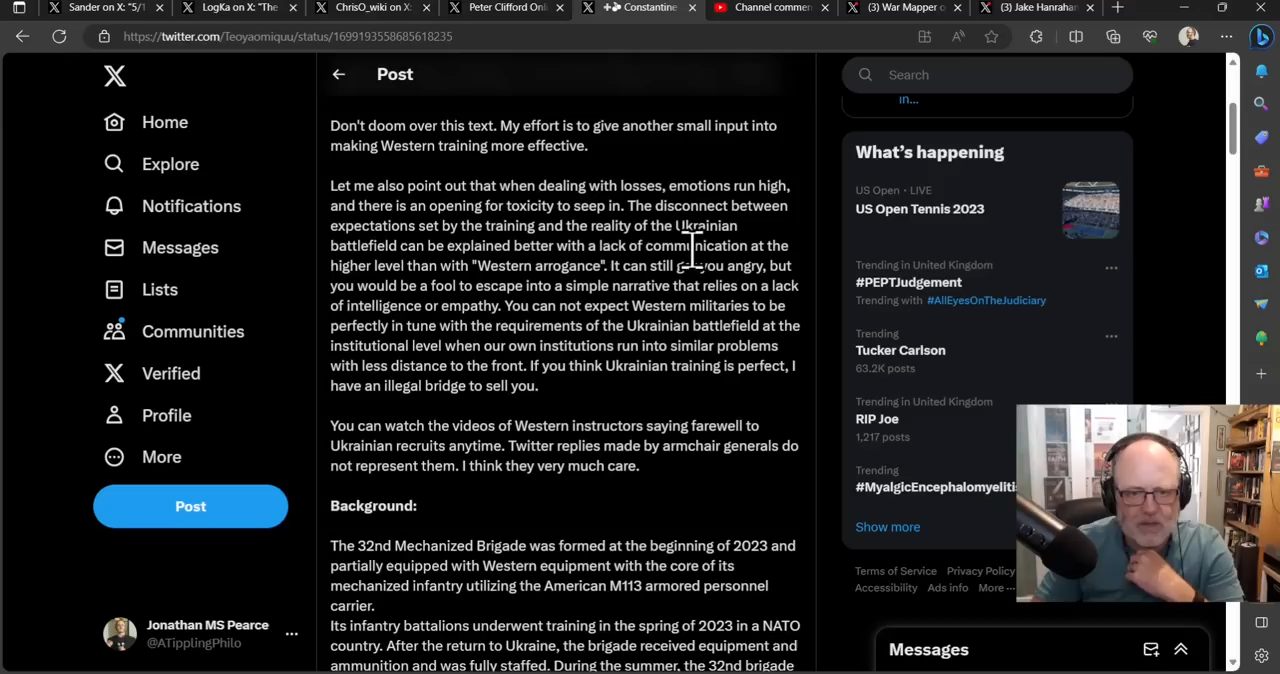 Sander on X: "5/1
LogKa on X: "The
ChrisO_wiki on X:
Peter Clifford Onl
Constantine
Channel commen
(3) War Mapper o
(3) Jake Hanrahan
https://twitter.com/Teoyaomiquu/status/1699193558685618235
Home
Explore
Notifications
Messages
Lists
Communities
Verified
Profile
More
Post
Jonathan MS Pearce
@ATipplingPhilo
Post
Don't doom over this text. My effort is to give another small input into
making Western training more effective.
Let me also point out that when dealing with losses, emotions run high,
and there is an opening for toxicity to seep in. The disconnect between
expectations set by the training and the reality of the Ukrainian
battlefield can be explained better with a lack of communication at the
higher level than with "Western arrogance". It can still you angry, but
you would be a fool to escape into a simple narrative that relies on a lack
of intelligence or empathy. You can not expect Western militaries to be
perfectly in tune with the requirements of the Ukrainian battlefield at the
institutional level when our own institutions run into similar problems
with less distance to the front. If you think Ukrainian training is perfect, I
have an illegal bridge to sell you.
You can watch the videos of Western instructors saying farewell to
Ukrainian recruits anytime. Twitter replies made by armchair generals do
not represent them. I think they very much care.
Background:
The 32nd Mechanized Brigade was formed at the beginning of 2023 and
partially equipped with Western equipment with the core of its
mechanized infantry utilizing the American M113 armored personnel
carrier.
Its infantry battalions underwent training in the spring of 2023 in a NATO
country. After the return to Ukraine, the brigade received equipment and
ammunition and was fully staffed. During the summer, the 32nd brigade
Search
in...
What's happening
US Open · LIVE
US Open Tennis 2023
Trending in United Kingdom
#PEPTJudgement
Trending with #AllEyesOnTheJudiciary
Trending
Tucker Carlson
63.2K posts
Trending in United Kingdom
RIP Joe
1,217 posts
Trending
#MyalgicEncephalomyelitis
Show more
Terms of Service Privacy Policy
Accessibility Ads info More ...
Messages